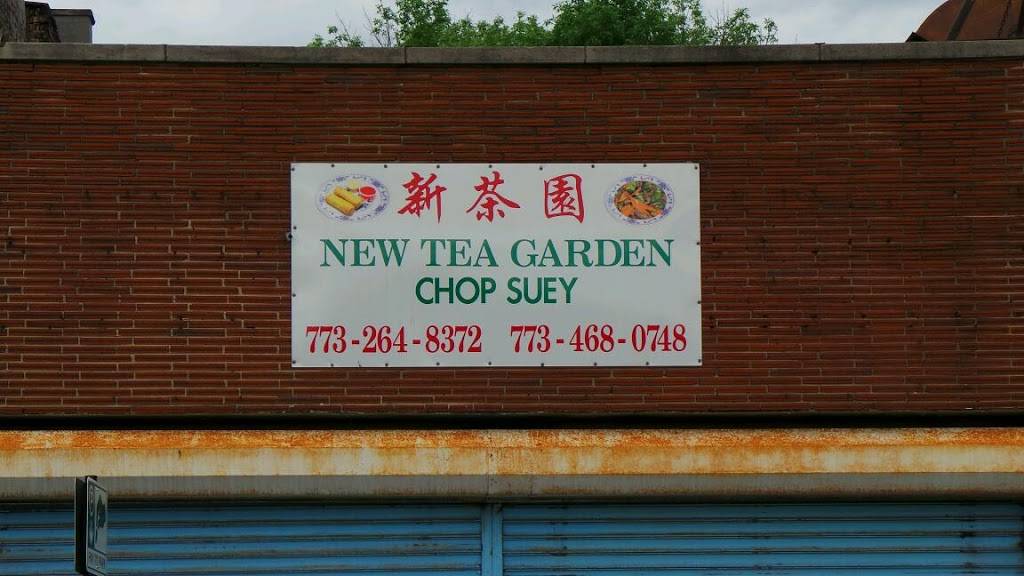 新茶園
NEW TEA GARDEN
CHOP SUEY
773-264-8372 773-468-0748